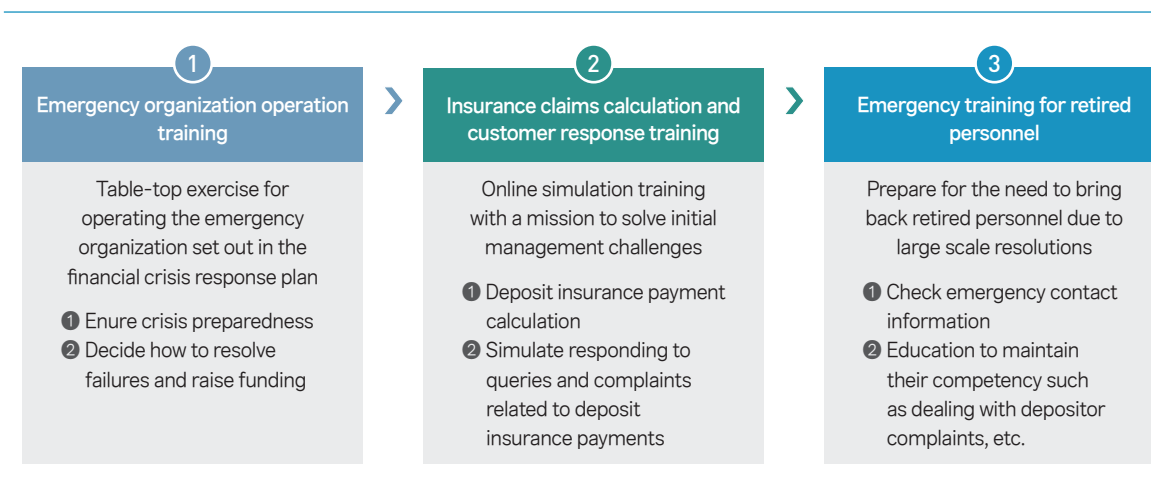 1
Emergency organization operation
training
Table-top exercise for
operating the emergency
organization set out in the
financial crisis response plan
❶ Enure crisis preparedness
❷ Decide how to resolve
failures and raise funding
2
Insurance claims calculation and
customer response training
Online simulation training
with a mission to solve initial
management challenges
❶ Deposit insurance payment
calculation
❷ Simulate responding to
queries and complaints
related to deposit
insurance payments
3
Emergency training for retired
personnel
Prepare for the need to bring
back retired personnel due to
large scale resolutions
❶ Check emergency contact
information
❷ Education to maintain
their competency such
as dealing with depositor
complaints, etc.